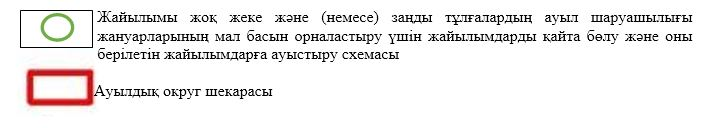 Жайылымы жоқ жеке және (немесе) заңды тұлғалардың ауыл шаруашылығы
жануарларының мал басын орналастыру үшін жайылымдарды қайта бөлу және оны
берілетін жайылымдарға ауыстыру схемасы
Ауылдық округ шекарасы